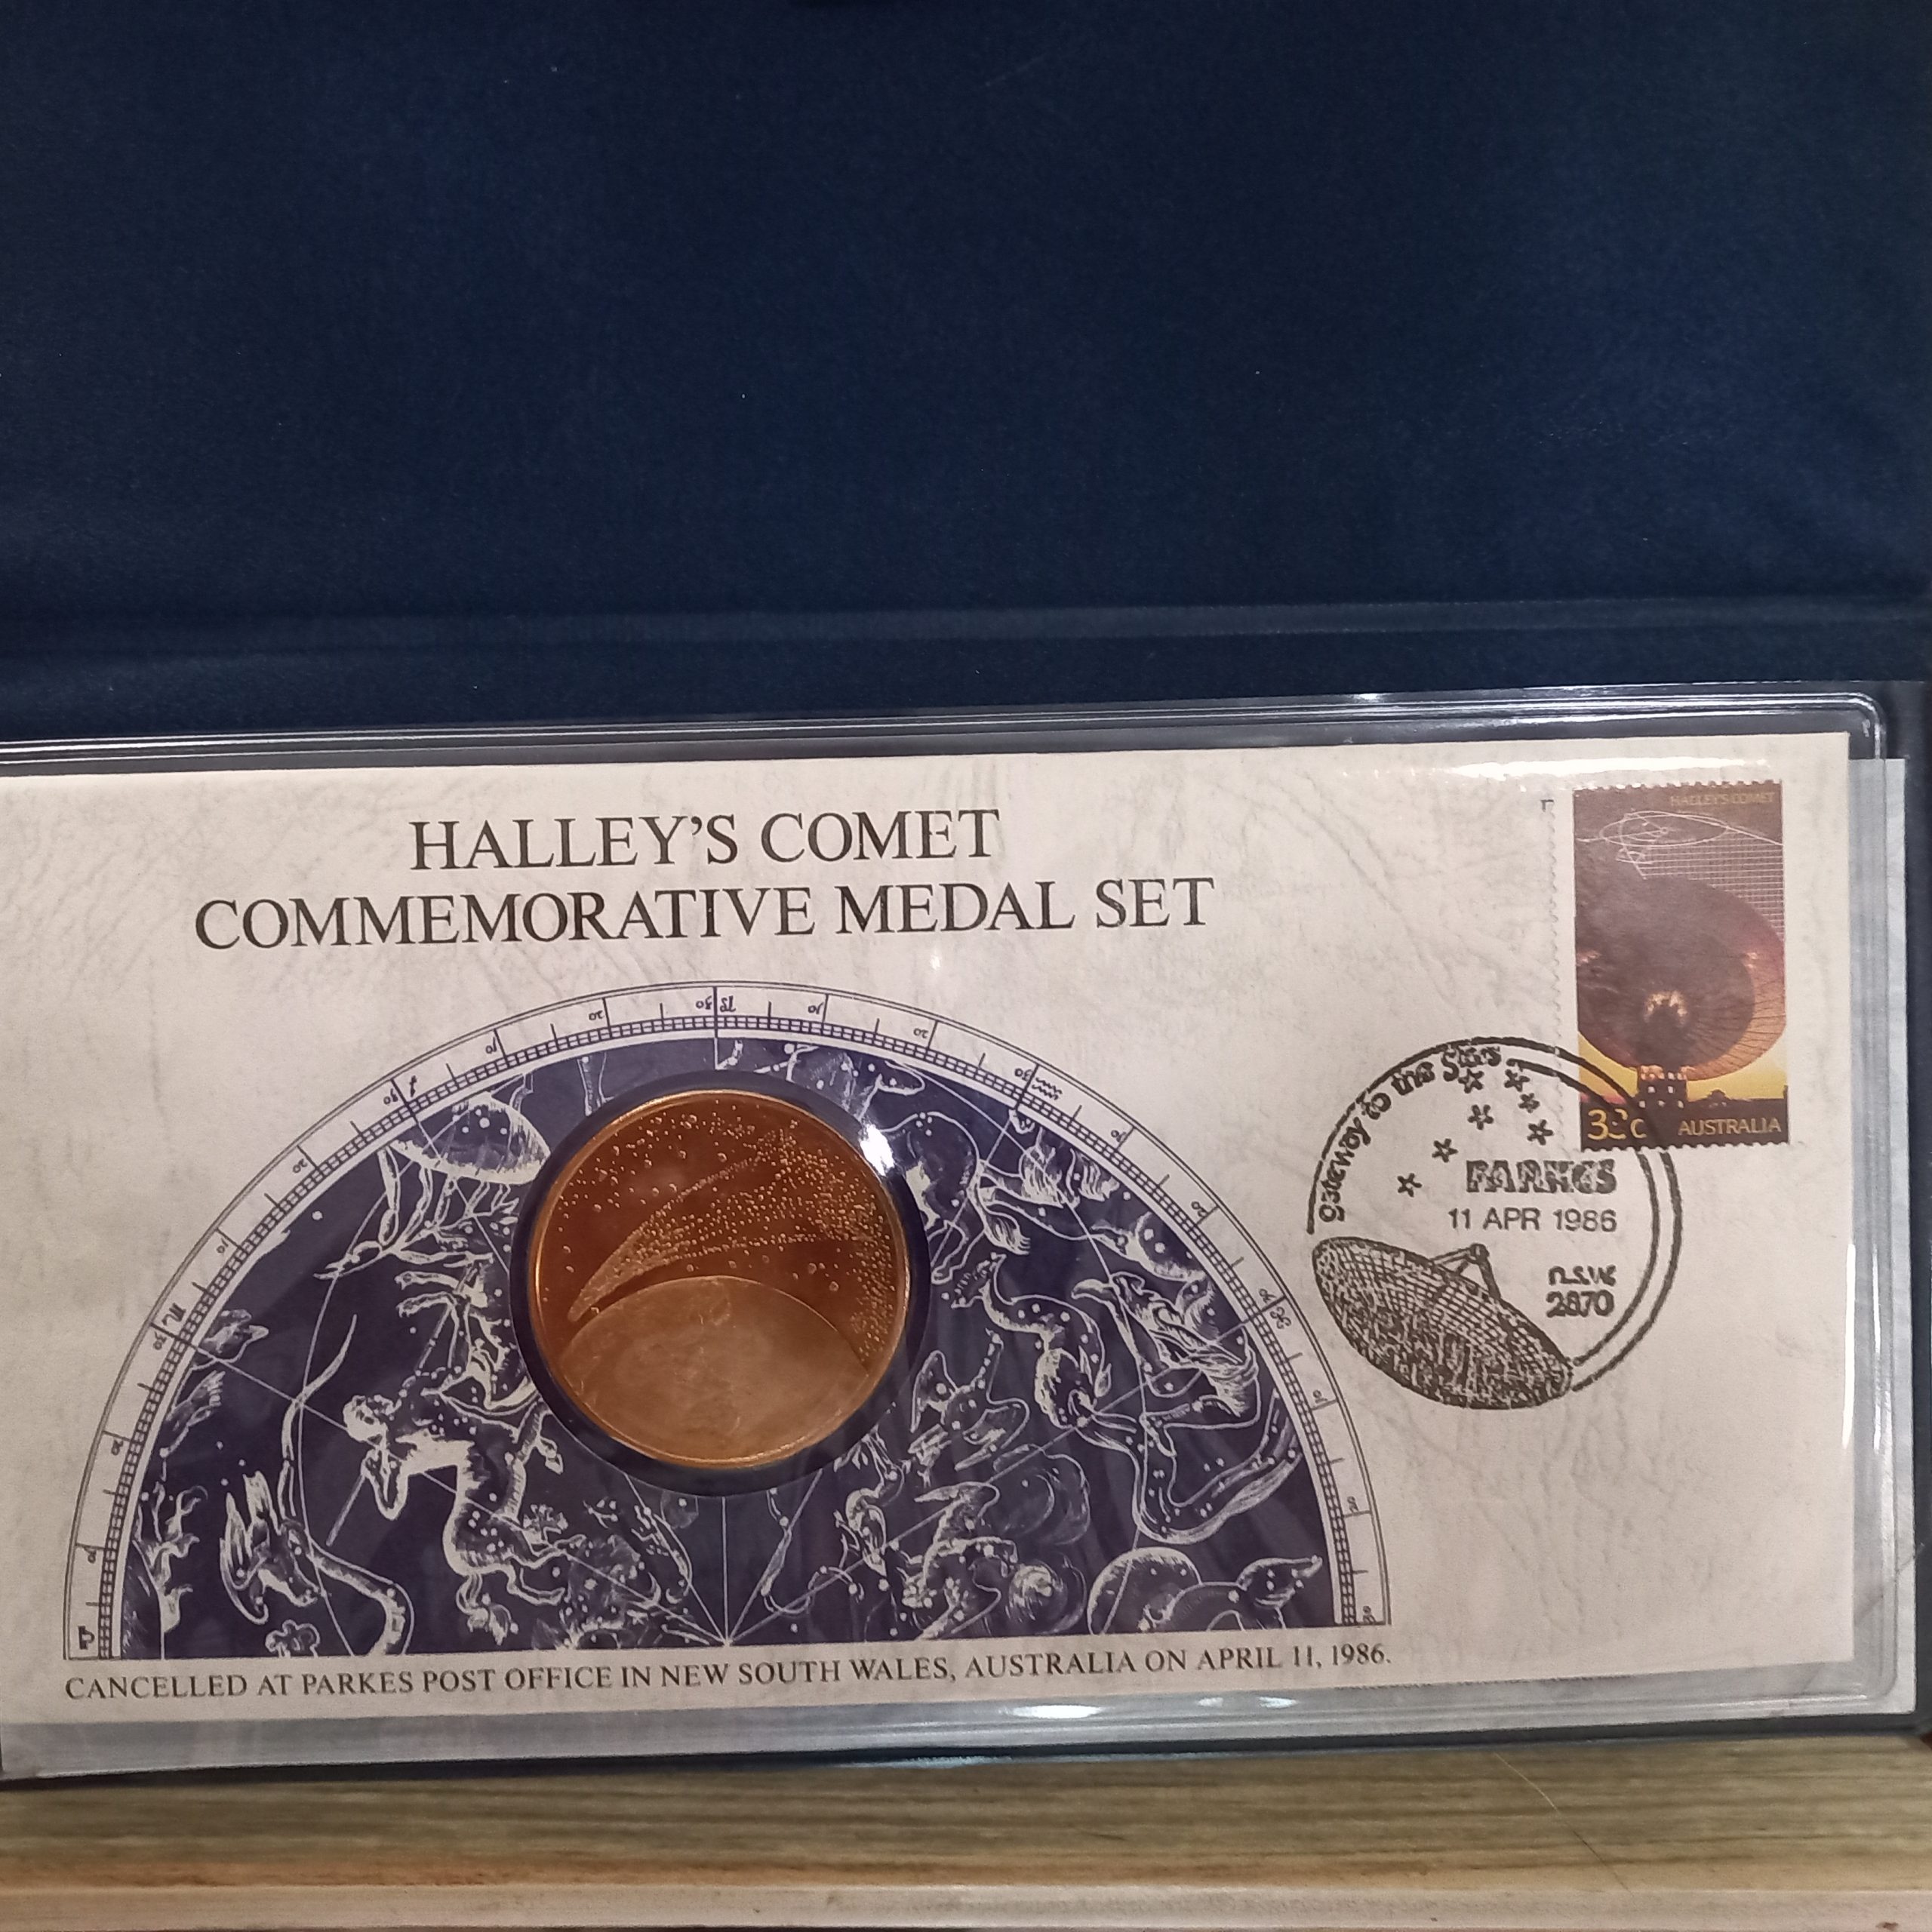 HALLEY'S COMET
COMMEMORATIVE MEDAL SET
HALLEY'S COMET
33c AUSTRALIA
Gateway to the Stars
PARKES
11 APR 1986
n.s.w.
2870
CANCELLED AT PARKES POST OFFICE IN NEW SOUTH WALES, AUSTRALIA ON APRIL 11, 1986.